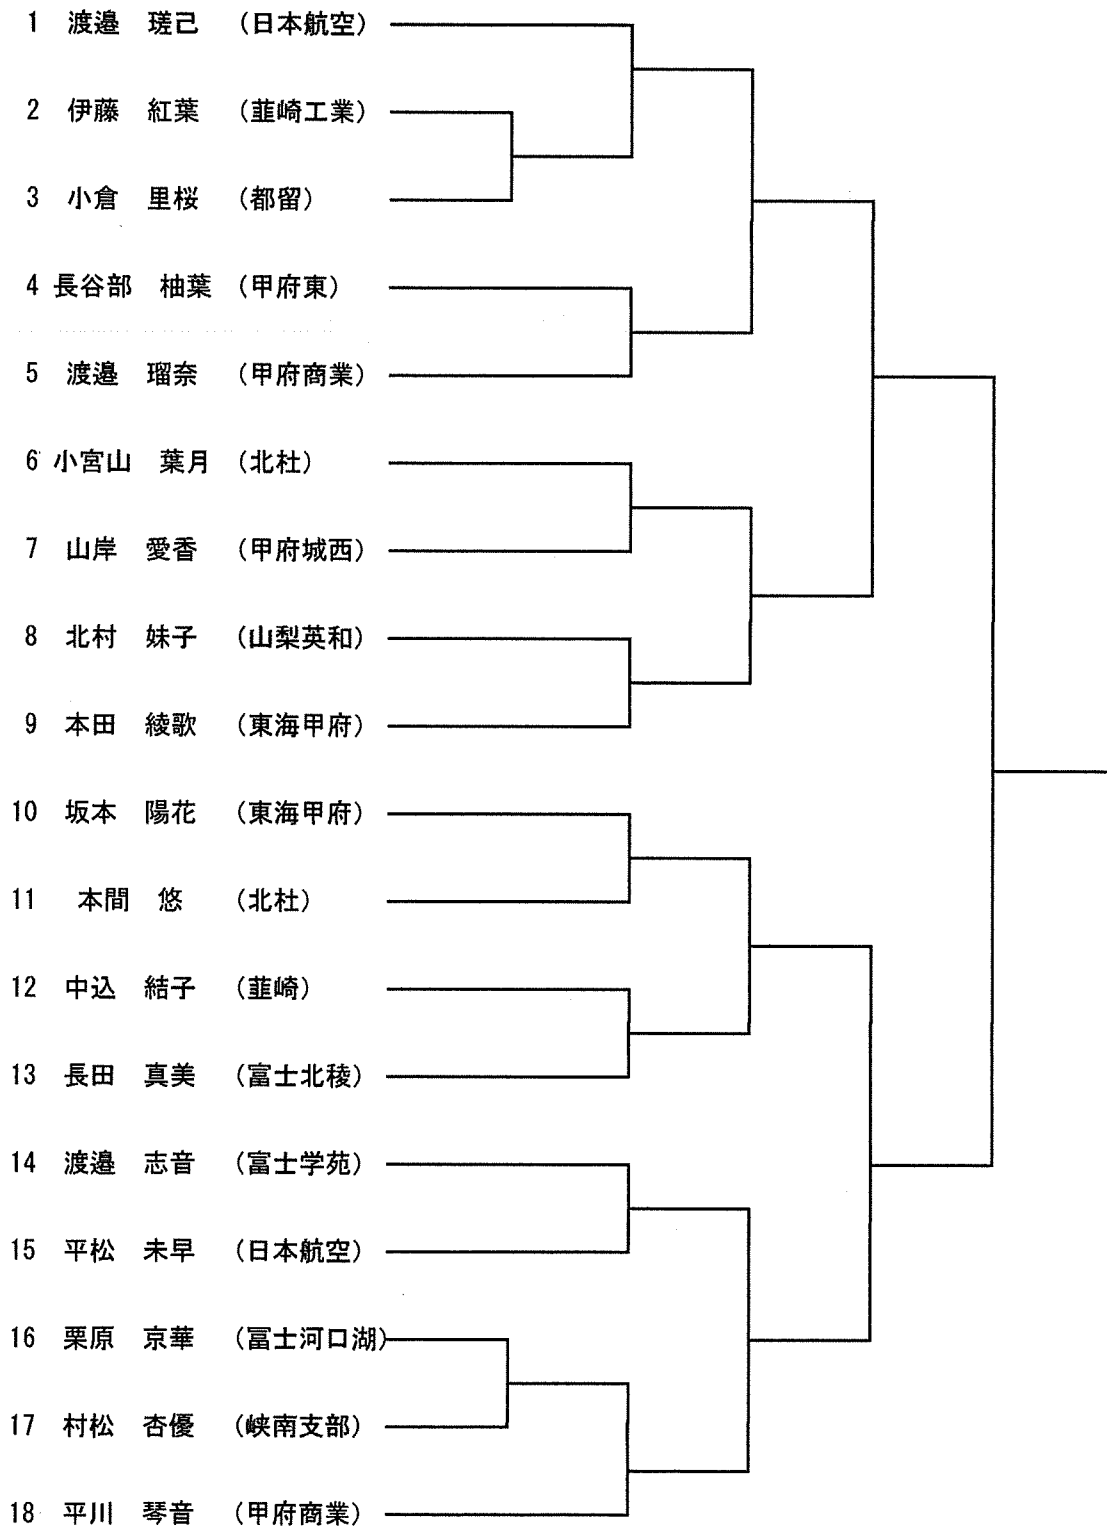 1 渡邉 瑳己 (日本航空)
2 伊藤 紅葉 (韮崎工業)
3 小倉 里桜 (都留)
4 長谷部 柚葉 (甲府東)
5 渡邉 瑠奈 (甲府商業)
6 小宮山 葉月 (北杜)
7 山岸 愛香 (甲府城西)
8 北村 妹子 (山梨英和)
9 本田 綾歌 (東海甲府)
10 坂本 陽花 (東海甲府)
11 本間 悠 (北杜)
12 中込 結子 (韮崎)
13 長田 真美 (富士北稜)
14 渡邉 志音 (富士学苑)
15 平松 未早 (日本航空)
16 栗原 京華 (冨士河口湖)
17 村松 杏優 (峡南支部)
18 平川 琴音 (甲府商業)